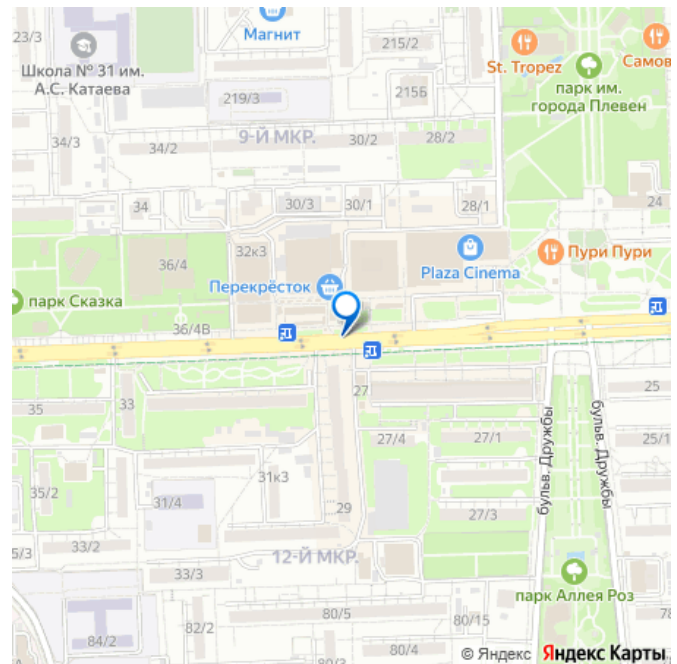 23/3
Магнит
215/2
St. Tropez
Самов
Школа № 31 им.
А.С. Катаева
парк им.
города Плевен
219/3
215Б
9-Й МКР.
34/3
34/2
30/2
28/2
24
34
30/3
30/1
28/1
32к3
36/4
Пури Пури
Plaza Cinema
Перекрёсток
парк Сказка
36/4В
35
33
27
25
27/4
27/1
25/1
бульв. Дружбы
бульв. Дружбы
31к3
35/2
31/4
29
27/3
5/3
33/2
12-Й МКР.
33/3
парк Аллея Роз
80/5
80/15
78
82/2
84/2
80/4
© Яндекс Яндекс Карты